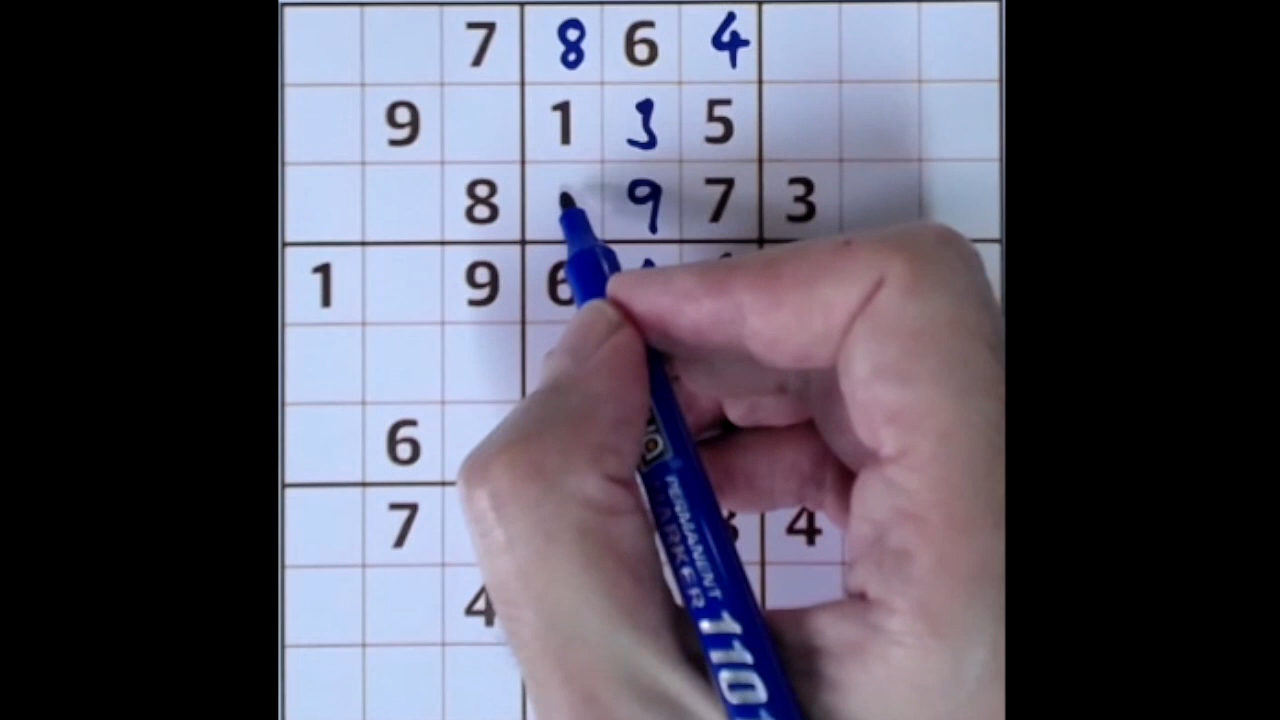 7 8 6 4
9 1 3 5
8 9 7 3
1 9 6
6
7 4
4
PERMANENT
MARKER 110